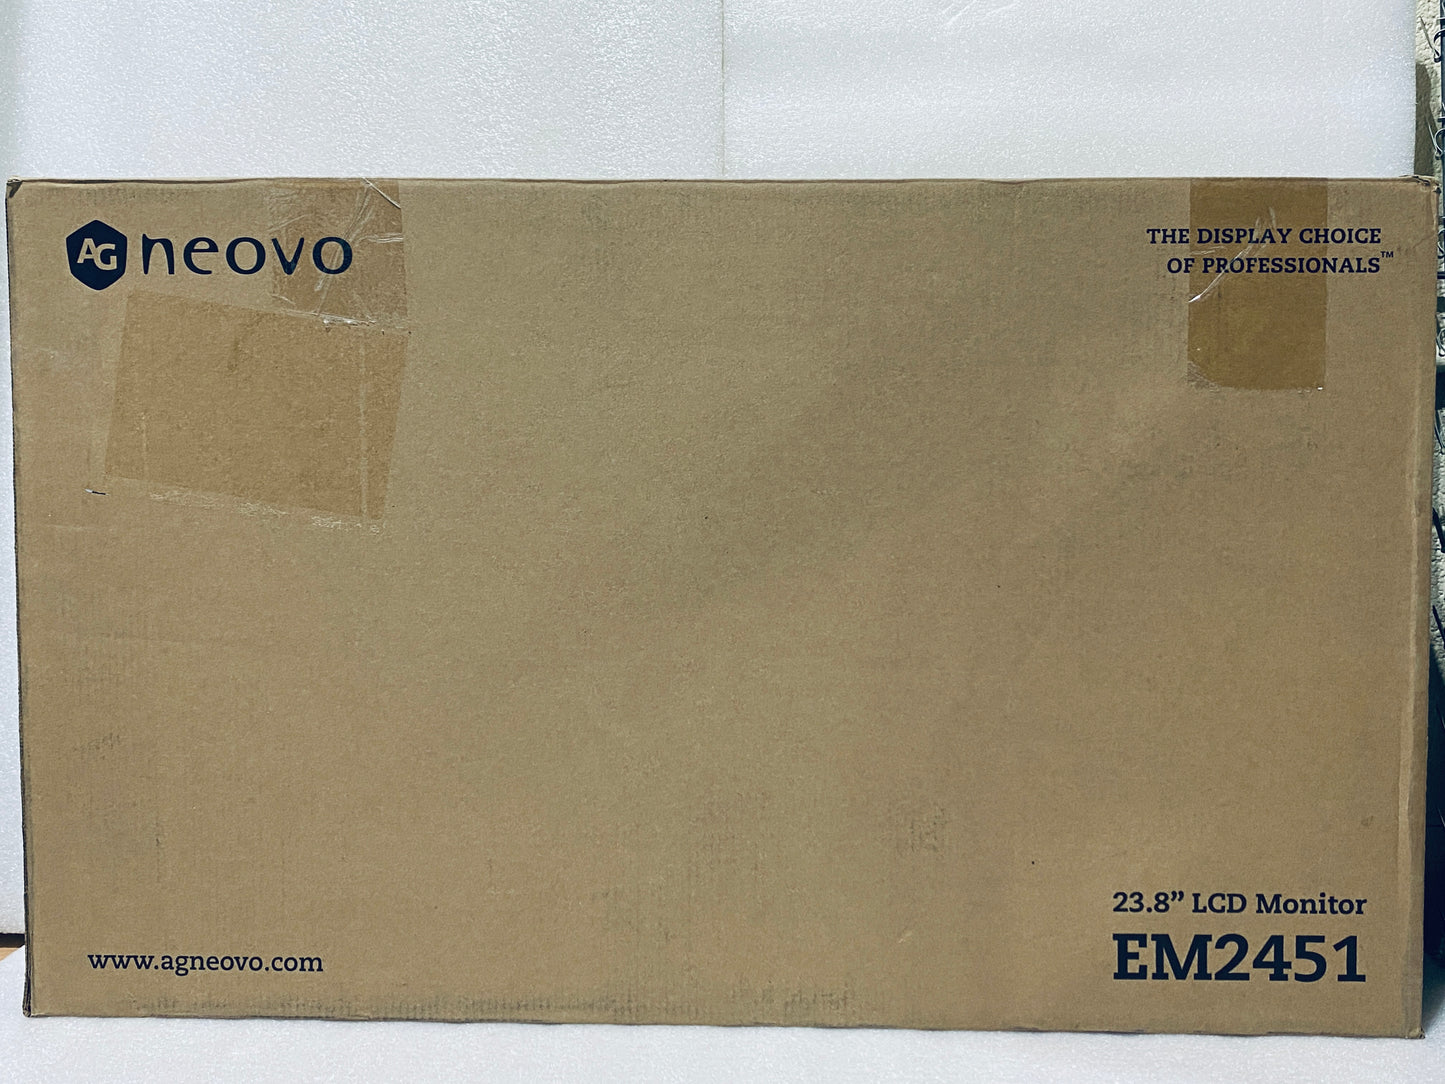 AG neovo
THE DISPLAY CHOICE
OF PROFESSIONALS™
23.8” LCD Monitor
EM2451
www.agneovo.com